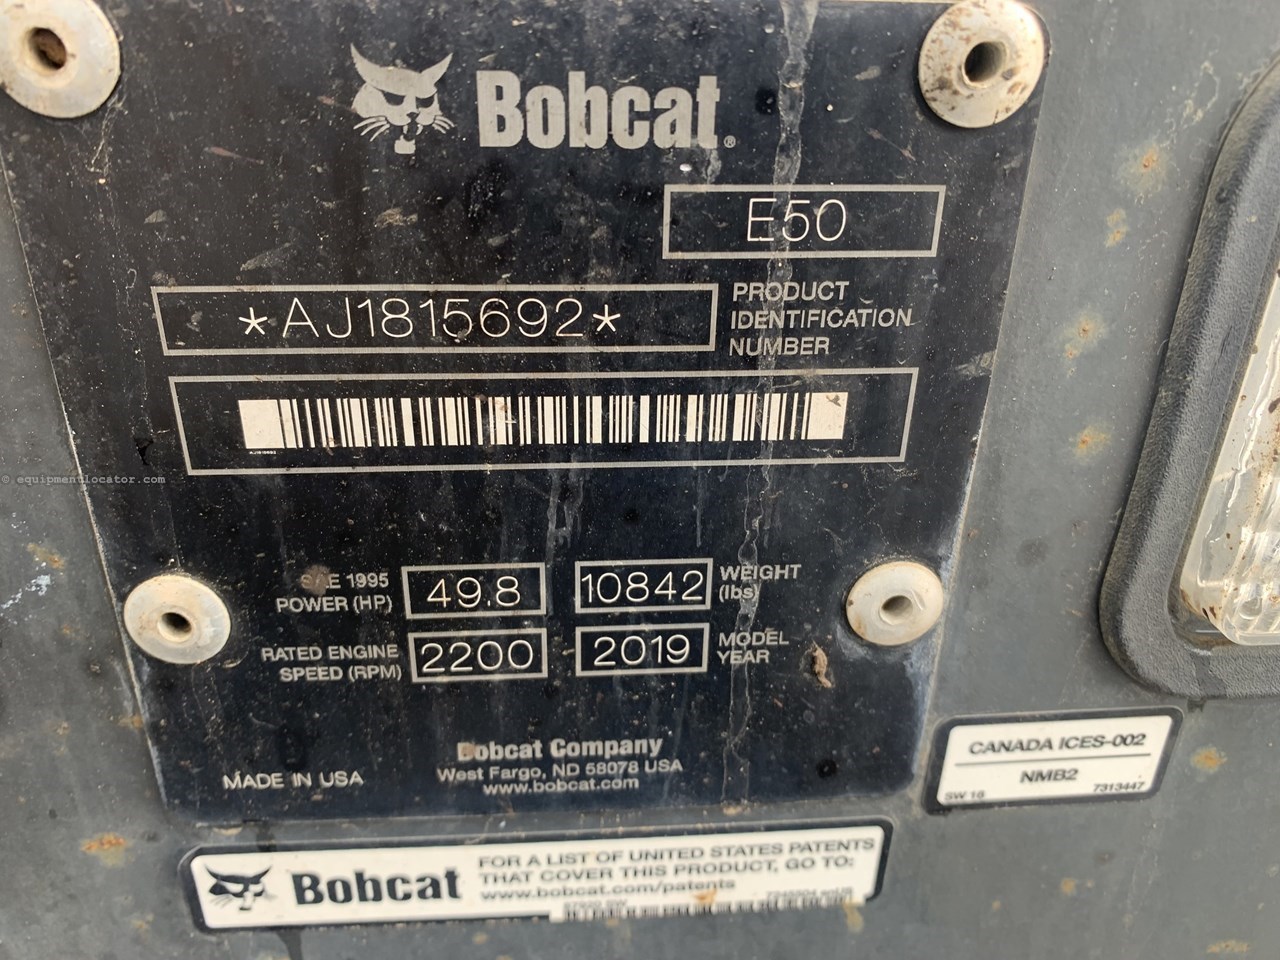 Bobcat®
E50
*AJ1815692*
PRODUCT
IDENTIFICATION
NUMBER
AJ1815692
© equipmentlocator.com
SAE 1995
POWER (HP)
49.8
10842
WEIGHT
(lbs)
RATED ENGINE
SPEED (RPM)
2200
2019
MODEL
YEAR
Bobcat Company
West Fargo, ND 58078 USA
www.bobcat.com
MADE IN USA
CANADA ICES-002
NMB2
SW 18
7313447
Bobcat
FOR A LIST OF UNITED STATES PATENTS
THAT COVER THIS PRODUCT, GO TO:
www.bobcat.com/patents